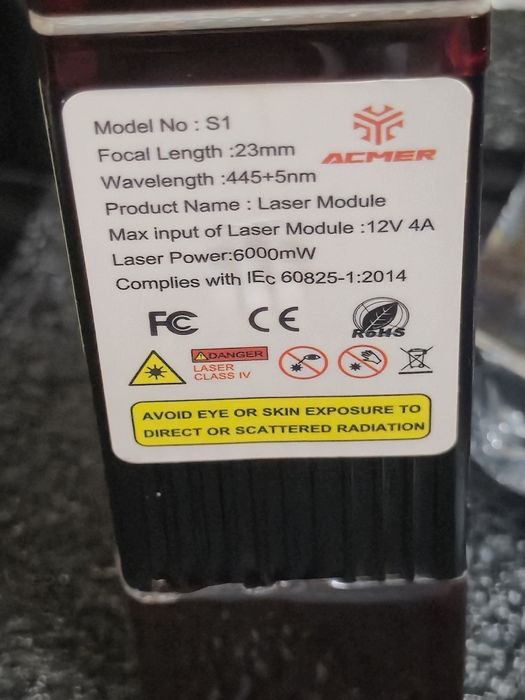 Model No : S1
ACMER
Focal Length :23mm
Wavelength :445+5nm
Product Name : Laser Module
Max input of Laser Module :12V 4A
Laser Power:6000mW
Complies with IEc 60825-1:2014
FC CE RoHS
DANGER
LASER
CLASS IV
AVOID EYE OR SKIN EXPOSURE TO
DIRECT OR SCATTERED RADIATION